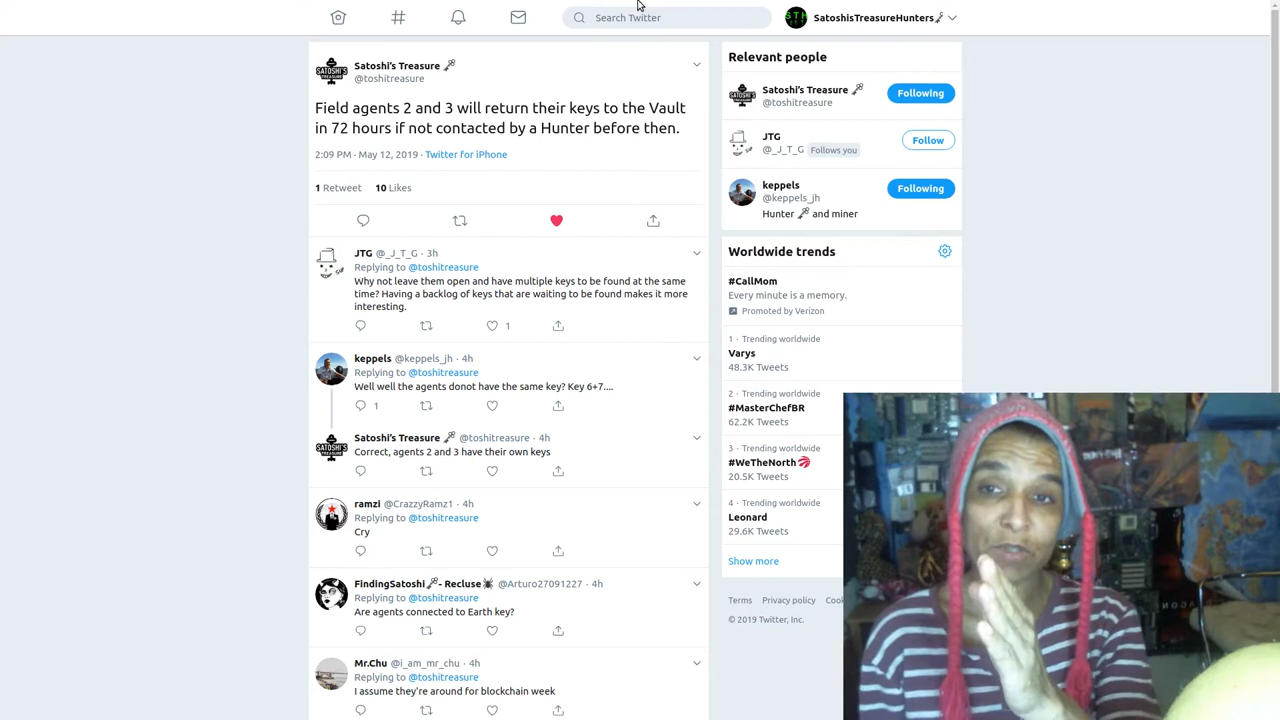 Search Twitter
SatoshisTreasureHunters
Satoshi's Treasure
@toshitreasure
Field agents 2 and 3 will return their keys to the Vault
in 72 hours if not contacted by a Hunter before then.
2:09 PM · May 12, 2019 · Twitter for iPhone
1 Retweet 10 Likes
JTG @_J_T_G · 3h
Replying to @toshitreasure
Why not leave them open and have multiple keys to be found at the same
time? Having a backlog of keys that are waiting to be found makes it more
interesting.
1
keppels @keppels_jh · 4h
Replying to @toshitreasure
Well well the agents donot have the same key? Key 6+7....
1
Satoshi's Treasure @toshitreasure · 4h
Correct, agents 2 and 3 have their own keys
ramzi @CrazzyRamz1 · 4h
Replying to @toshitreasure
Cry
FindingSatoshi - Recluse @Arturo27091227 · 4h
Replying to @toshitreasure
Are agents connected to Earth key?
Mr.Chu @i_am_mr_chu · 4h
Replying to @toshitreasure
I assume they're around for blockchain week
Relevant people
Satoshi's Treasure
@toshitreasure
Following
JTG
@_J_T_G Follows you
Follow
keppels
@keppels_jh
Following
Hunter and miner
Worldwide trends
#CallMom
Every minute is a memory.
Promoted by Verizon
1 · Trending worldwide
Varys
48.3K Tweets
2 · Trending worldwide
#MasterChefBR
62.2K Tweets
3 · Trending worldwide
#WeTheNorth
20.5K Tweets
4 · Trending worldwide
Leonard
29.6K Tweets
Show more
Terms Privacy policy Cook
© 2019 Twitter, Inc.